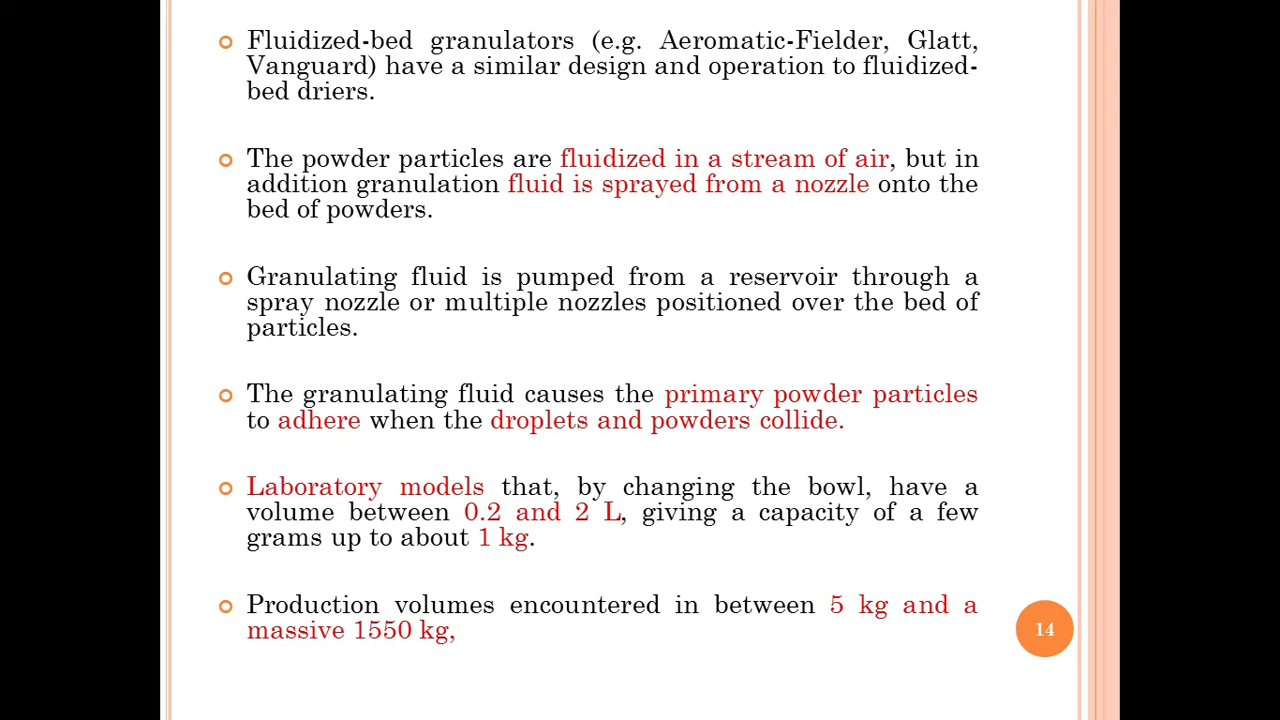 Fluidized-bed granulators (e.g. Aeromatic-Fielder, Glatt,
Vanguard) have a similar design and operation to fluidized-
bed driers.
The powder particles are fluidized in a stream of air, but in
addition granulation fluid is sprayed from a nozzle onto the
bed of powders.
Granulating fluid is pumped from a reservoir through a
spray nozzle or multiple nozzles positioned over the bed of
particles.
The granulating fluid causes the primary powder particles
to adhere when the droplets and powders collide.
Laboratory models that, by changing the bowl, have a
volume between 0.2 and 2 L, giving a capacity of a few
grams up to about 1 kg.
Production volumes encountered in between 5 kg and a
massive 1550 kg,
14